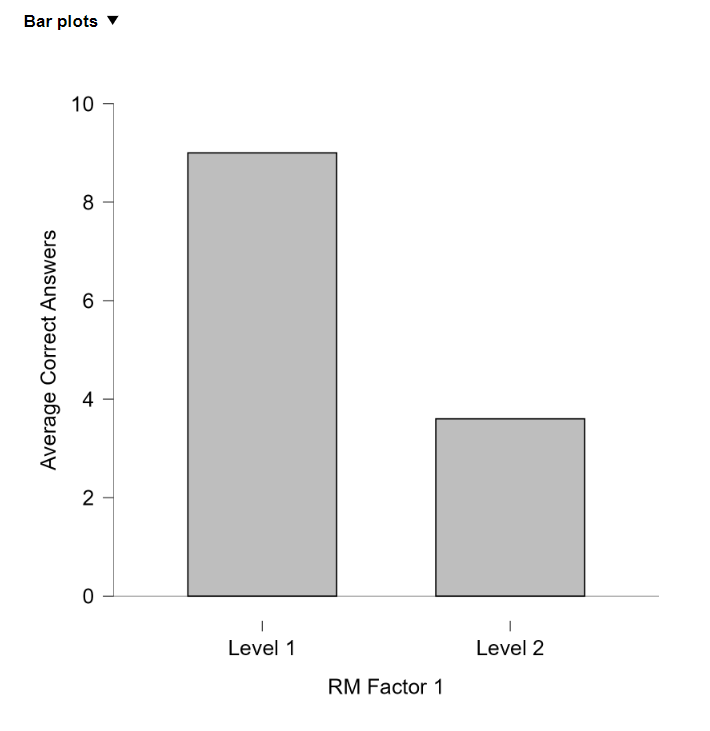 Bar plots ▼
10
8
6
4
2
0
Average Correct Answers
Level 1
Level 2
RM Factor 1